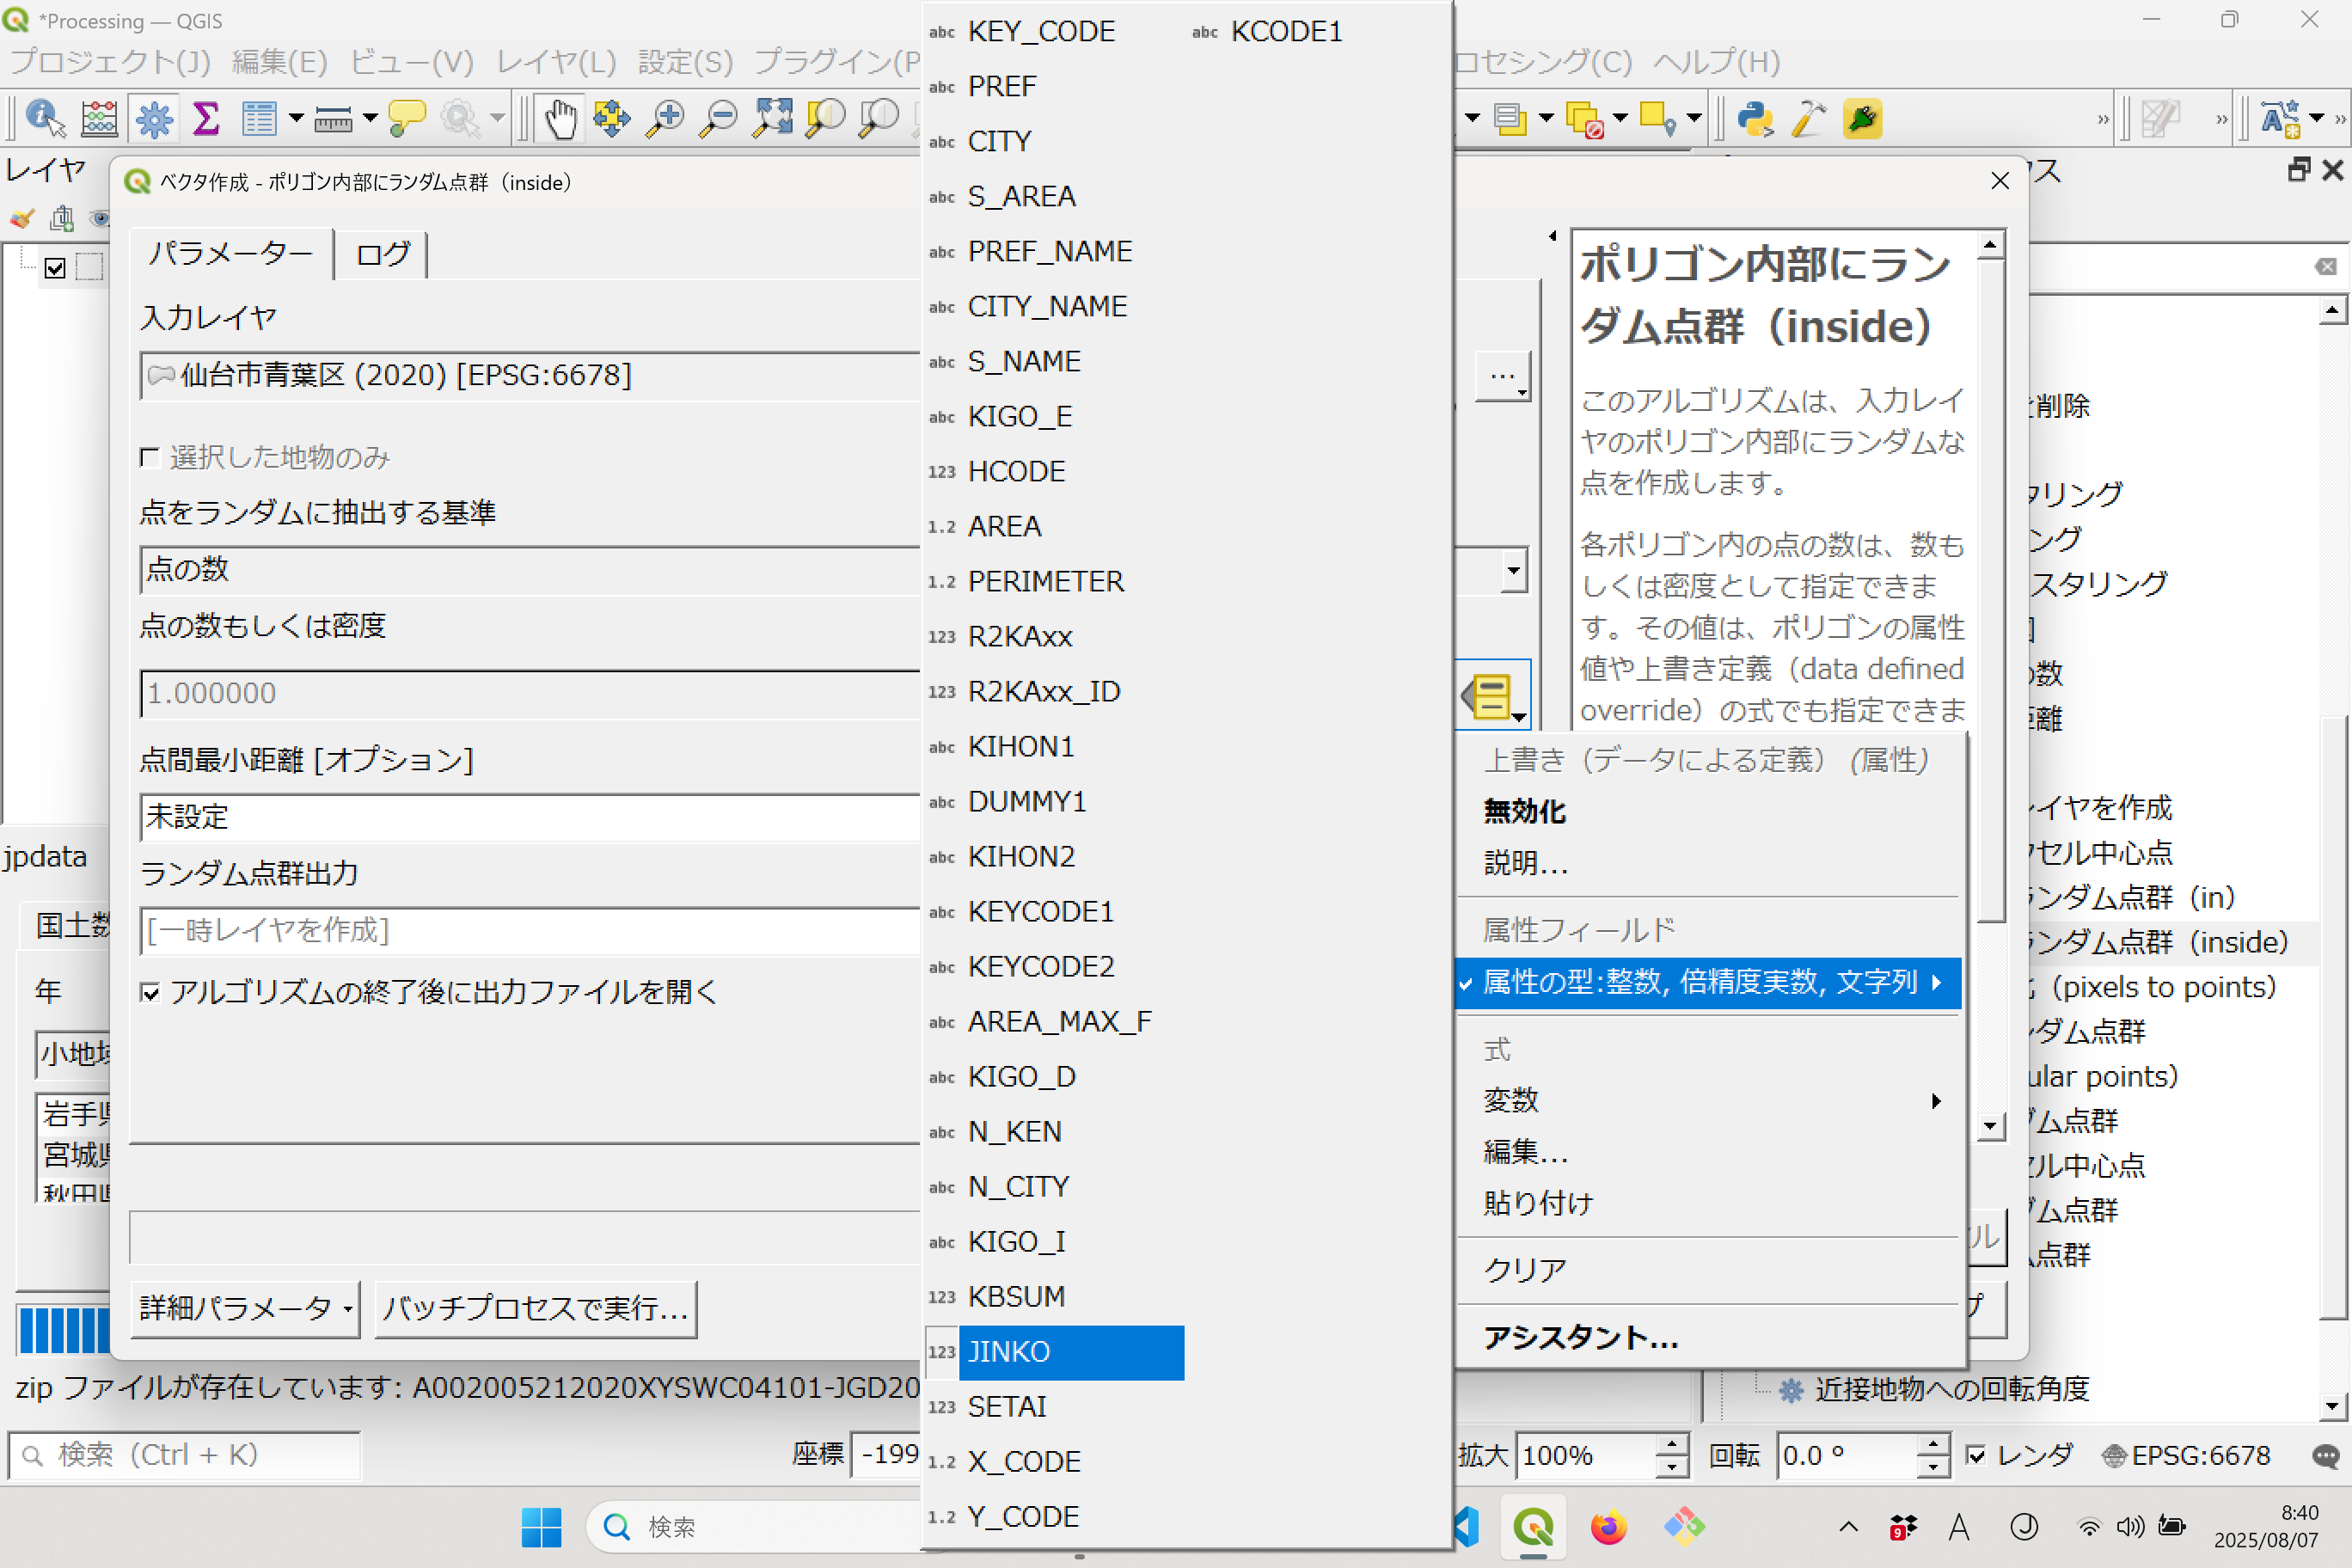 *Processing — QGIS
プロジェクト(J) 編集(E) ビュー(V) レイヤ(L) 設定(S) プラグイン(P
ロセシング(C) ヘルプ(H)
レイヤ
ス
ベクタ作成 - ポリゴン内部にランダム点群（inside）
パラメーター
ログ
入力レイヤ
仙台市青葉区 (2020) [EPSG:6678]
...
選択した地物のみ
点をランダムに抽出する基準
点の数
点の数もしくは密度
1.000000
点間最小距離 [オプション]
未設定
ランダム点群出力
[一時レイヤを作成]
アルゴリズムの終了後に出力ファイルを開く
詳細パラメータ
バッチプロセスで実行...
ル
プ
abc KEY_CODE
abc PREF
abc CITY
abc S_AREA
abc PREF_NAME
abc CITY_NAME
abc S_NAME
abc KIGO_E
123 HCODE
1.2 AREA
1.2 PERIMETER
123 R2KAxx
123 R2KAxx_ID
abc KIHON1
abc DUMMY1
abc KIHON2
abc KEYCODE1
abc KEYCODE2
abc AREA_MAX_F
abc KIGO_D
abc N_KEN
abc N_CITY
abc KIGO_I
123 KBSUM
123 JINKO
123 SETAI
1.2 X_CODE
1.2 Y_CODE
abc KCODE1
ポリゴン内部にラン
ダム点群（inside）
このアルゴリズムは、入力レイ
ヤのポリゴン内部にランダムな
点を作成します。
各ポリゴン内の点の数は、数も
しくは密度として指定できま
す。その値は、ポリゴンの属性
値や上書き定義（data defined
override）の式でも指定できま
上書き（データによる定義） (属性)
無効化
説明...
属性フィールド
属性の型:整数, 倍精度実数, 文字列
式
変数
編集...
貼り付け
クリア
アシスタント...
削除
タリング
ング
スタリング
の数
距離
レイヤを作成
クセル中心点
ランダム点群（in）
ランダム点群（inside）
（pixels to points）
ンダム点群
ular points）
ダム点群
セル中心点
ダム点群
ム点群
近接地物への回転角度
jpdata
国土数
年
小地域
岩手県
宮城県
秋田県
zip ファイルが存在しています: A002005212020XYSWC04101-JGD20
検索（Ctrl + K）
座標 -199
拡大 100%
回転 0.0 °
レンダ
EPSG:6678
検索
9
A
J
8:40
2025/08/07